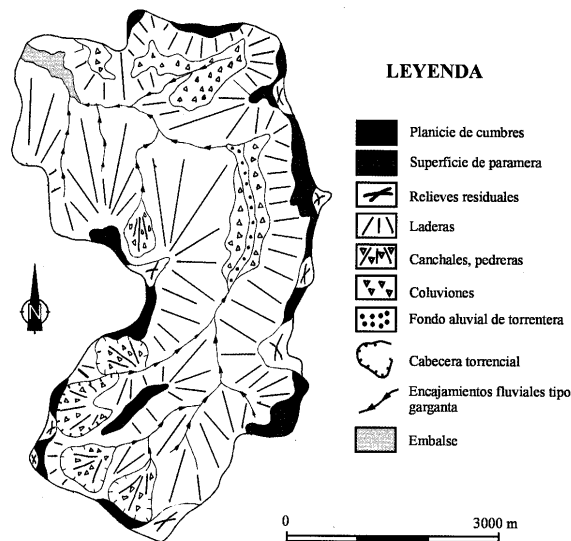 LEYENDA
Planicie de cumbres
Superficie de paramera
Relieves residuales
Laderas
Canchales, pedreras
Coluviones
Fondo aluvial de torrentera
Cabecera torrencial
Encajamientos fluviales tipo
garganta
Embalse
N
0 3000 m